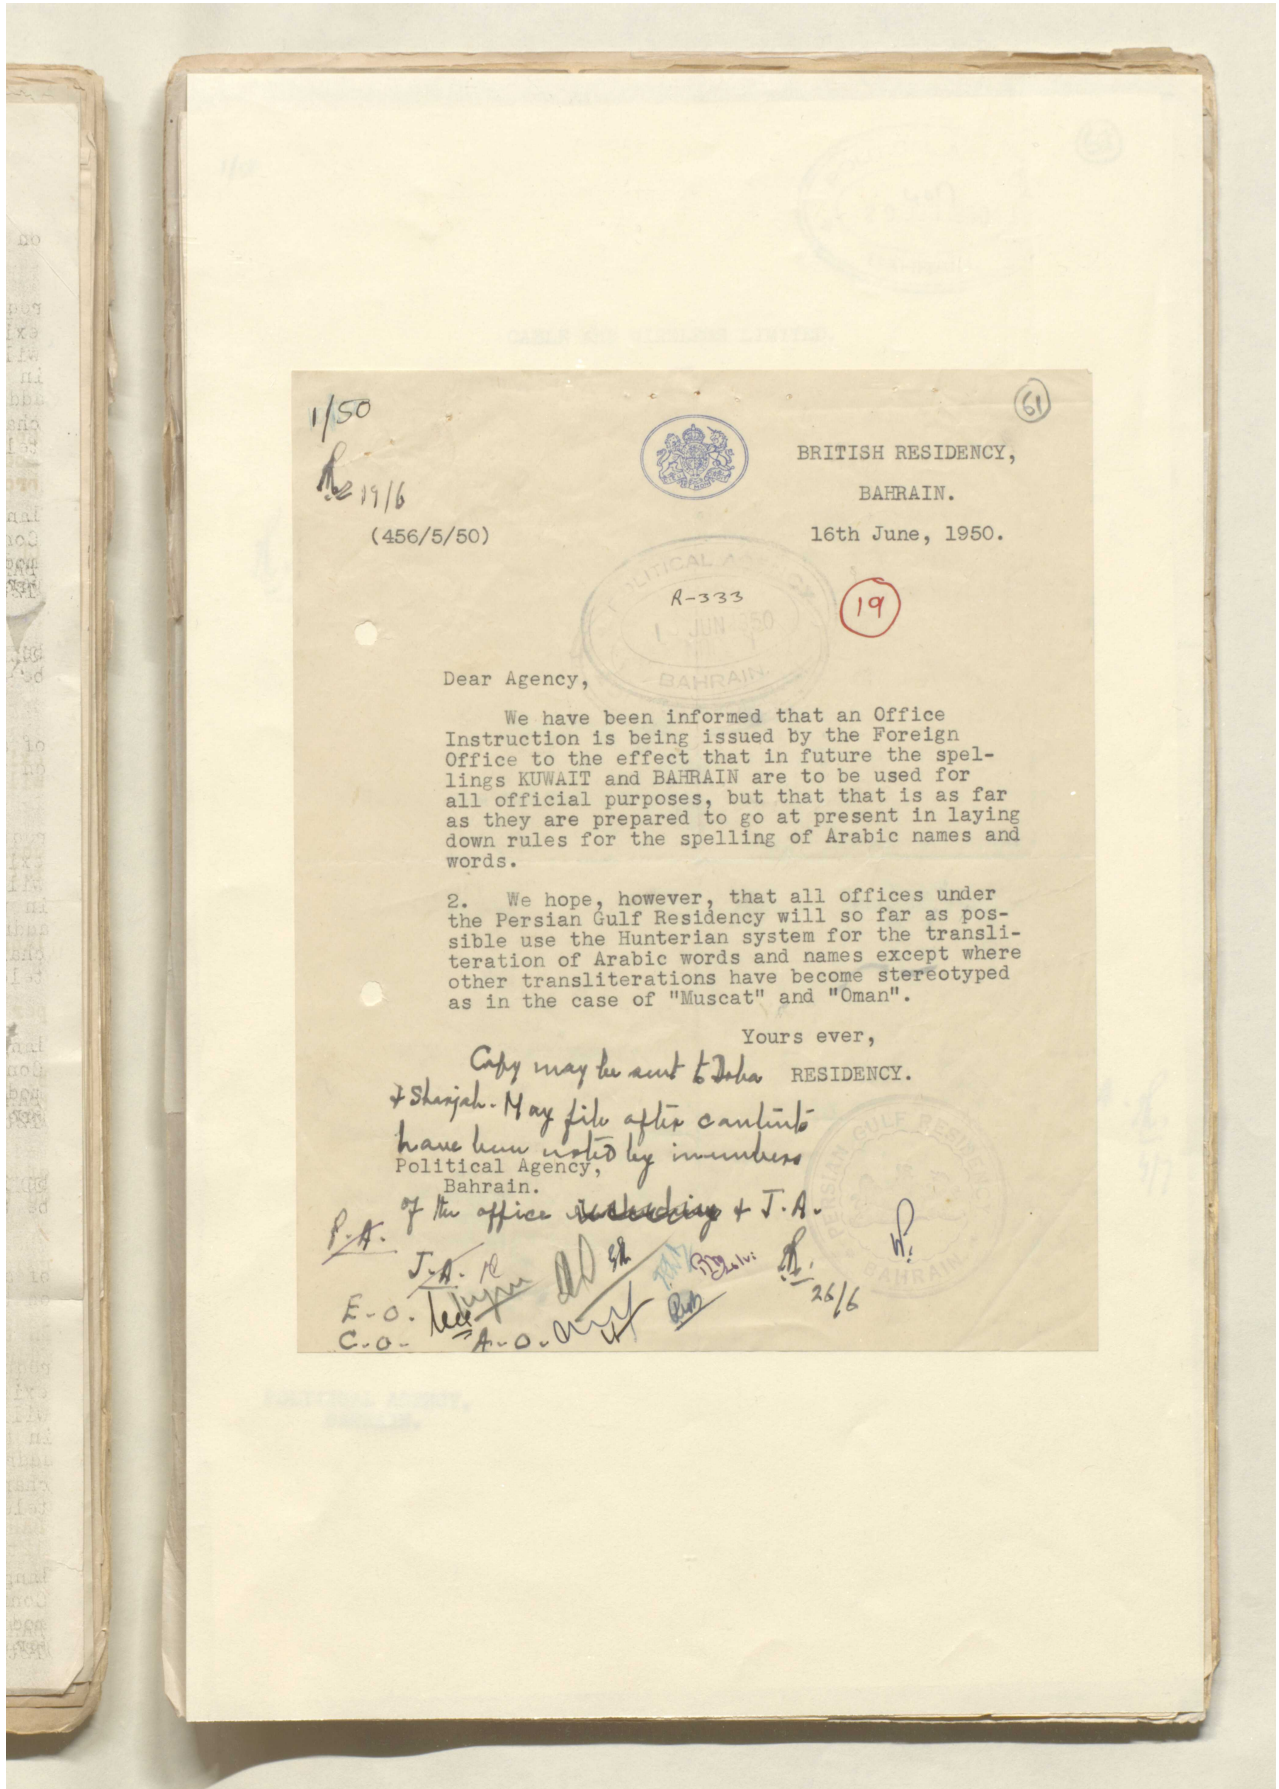 1/50
61
19/6
BRITISH RESIDENCY,
BAHRAIN.
(456/5/50)
16th June, 1950.
POLITICAL AGENCY
R-333
JUN 1950
BAHRAIN
19
Dear Agency,
We have been informed that an Office
Instruction is being issued by the Foreign
Office to the effect that in future the spel-
lings KUWAIT and BAHRAIN are to be used for
all official purposes, but that that is as far
as they are prepared to go at present in laying
down rules for the spelling of Arabic names and
words.
2. We hope, however, that all offices under
the Persian Gulf Residency will so far as pos-
sible use the Hunterian system for the transli-
teration of Arabic words and names except where
other transliterations have become stereotyped
as in the case of "Muscat" and "Oman".
Yours ever,
RESIDENCY.
Copy may be sent to Doha
& Sharjah. May file after contents
have been noted by members
of the office & J.A.
Political Agency,
Bahrain.
PERSIAN GULF RESIDENCY
BAHRAIN
P.A.
J.A.
E.O.
C.O.
A.O.
26/6